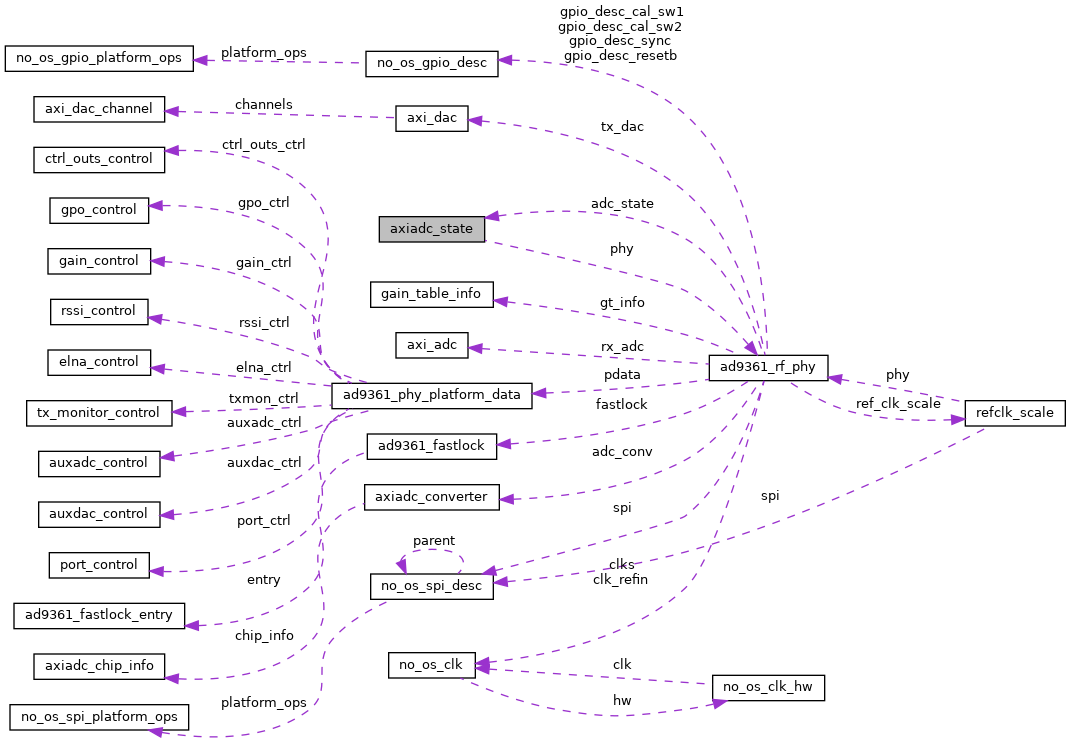 gpio_desc_cal_sw1
gpio_desc_cal_sw2
gpio_desc_sync
gpio_desc_resetb
no_os_gpio_platform_ops
platform_ops
no_os_gpio_desc
axi_dac_channel
channels
axi_dac
tx_dac
ctrl_outs_control
ctrl_outs_ctrl
gpo_control
gpo_ctrl
adc_state
axiadc_state
phy
gain_control
gain_ctrl
gain_table_info
gt_info
rssi_control
rssi_ctrl
axi_adc
rx_adc
elna_control
elna_ctrl
ad9361_rf_phy
pdata
phy
ad9361_phy_platform_data
tx_monitor_control
txmon_ctrl
fastlock
ref_clk_scale
refclk_scale
auxadc_ctrl
ad9361_fastlock
adc_conv
auxadc_control
auxdac_ctrl
axiadc_converter
spi
spi
auxdac_control
port_ctrl
parent
port_control
clks
clk_refin
entry
no_os_spi_desc
ad9361_fastlock_entry
chip_info
axiadc_chip_info
no_os_clk
clk
no_os_clk_hw
hw
platform_ops
no_os_spi_platform_ops